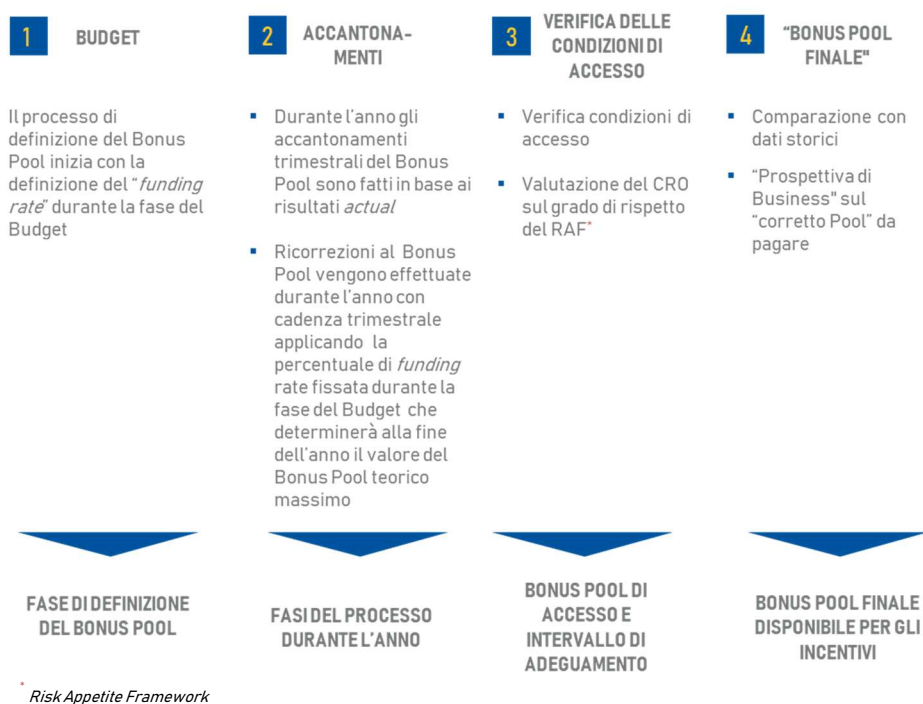 1
BUDGET
Il processo di
definizione del Bonus
Pool inizia con la
definizione del “funding
rate” durante la fase del
Budget
FASE DI DEFINIZIONE
DEL BONUS POOL
2
ACCANTONA-
MENTI
▪ Durante l’anno gli
accantonamenti
trimestrali del Bonus
Pool sono fatti in base ai
risultati actual
▪ Ricorrezioni al Bonus
Pool vengono effettuate
durante l’anno con
cadenza trimestrale
applicando la
percentuale di funding
rate fissata durante la
fase del Budget che
determinerà alla fine
dell’anno il valore del
Bonus Pool teorico
massimo
FASI DEL PROCESSO
DURANTE L’ANNO
3
VERIFICA DELLE
CONDIZIONI DI
ACCESSO
▪ Verifica condizioni di
accesso
▪ Valutazione del CRO
sul grado di rispetto
del RAF*
BONUS POOL DI
ACCESSO E
INTERVALLO DI
ADEGUAMENTO
4
“BONUS POOL
FINALE"
▪ Comparazione con
dati storici
▪ “Prospettiva di
Business" sul
“corretto Pool” da
pagare
BONUS POOL FINALE
DISPONIBILE PER GLI
INCENTIVI
* Risk Appetite Framework